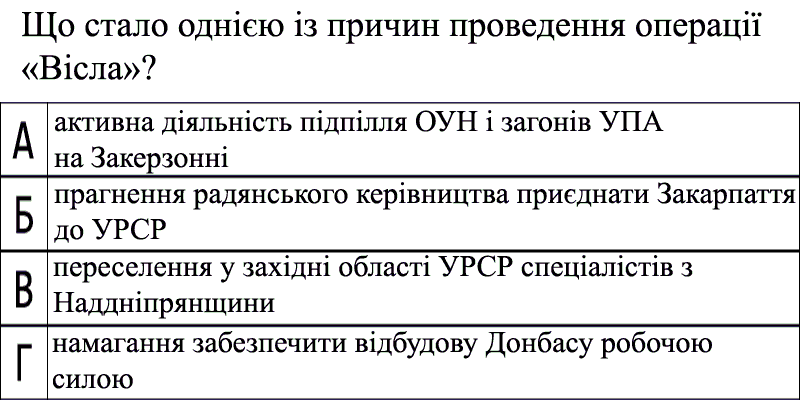 Що стало однією із причин проведення операції
«Вісла»?
А
активна діяльність підпілля ОУН і загонів УПА
на Закерзонні
Б
прагнення радянського керівництва приєднати Закарпаття
до УРСР
В
переселення у західні області УРСР спеціалістів з
Наддніпрянщини
Г
намагання забезпечити відбудову Донбасу робочою
силою